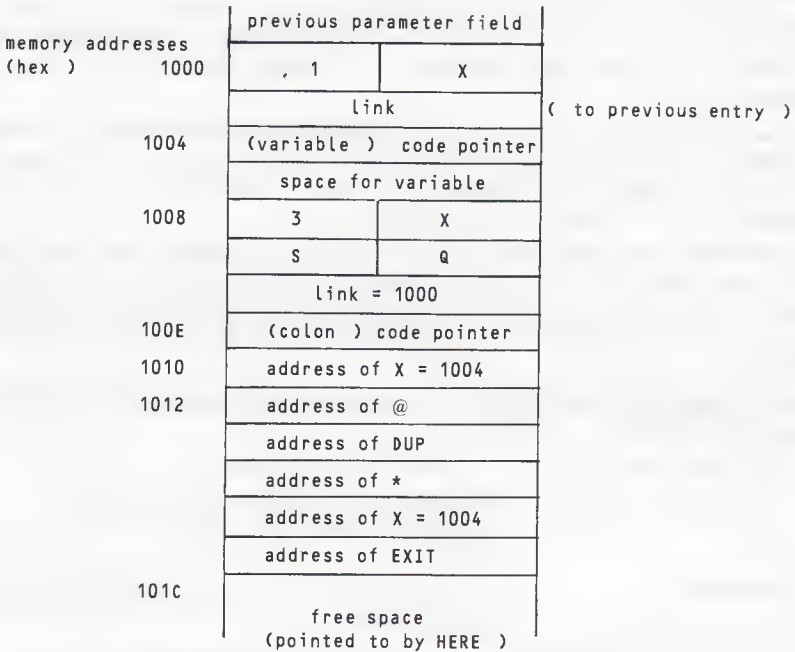 previous parameter field
memory addresses
(hex ) 1000 . 1 X
link ( to previous entry )
1004 (variable ) code pointer
space for variable
1008 3 X
S Q
link = 1000
100E (colon ) code pointer
1010 address of X = 1004
1012 address of @
address of DUP
address of *
address of X = 1004
address of EXIT
101C
free space
(pointed to by HERE )